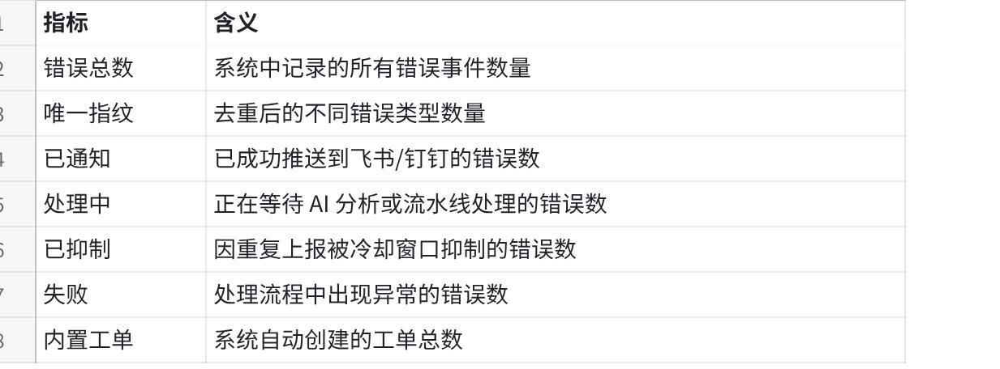 1 指标 含义
2 错误总数 系统中记录的所有错误事件数量
3 唯一指纹 去重后的不同错误类型数量
4 已通知 已成功推送到飞书/钉钉的错误数
5 处理中 正在等待 AI 分析或流水线处理的错误数
6 已抑制 因重复上报被冷却窗口抑制的错误数
7 失败 处理流程中出现异常的错误数
8 内置工单 系统自动创建的工单总数